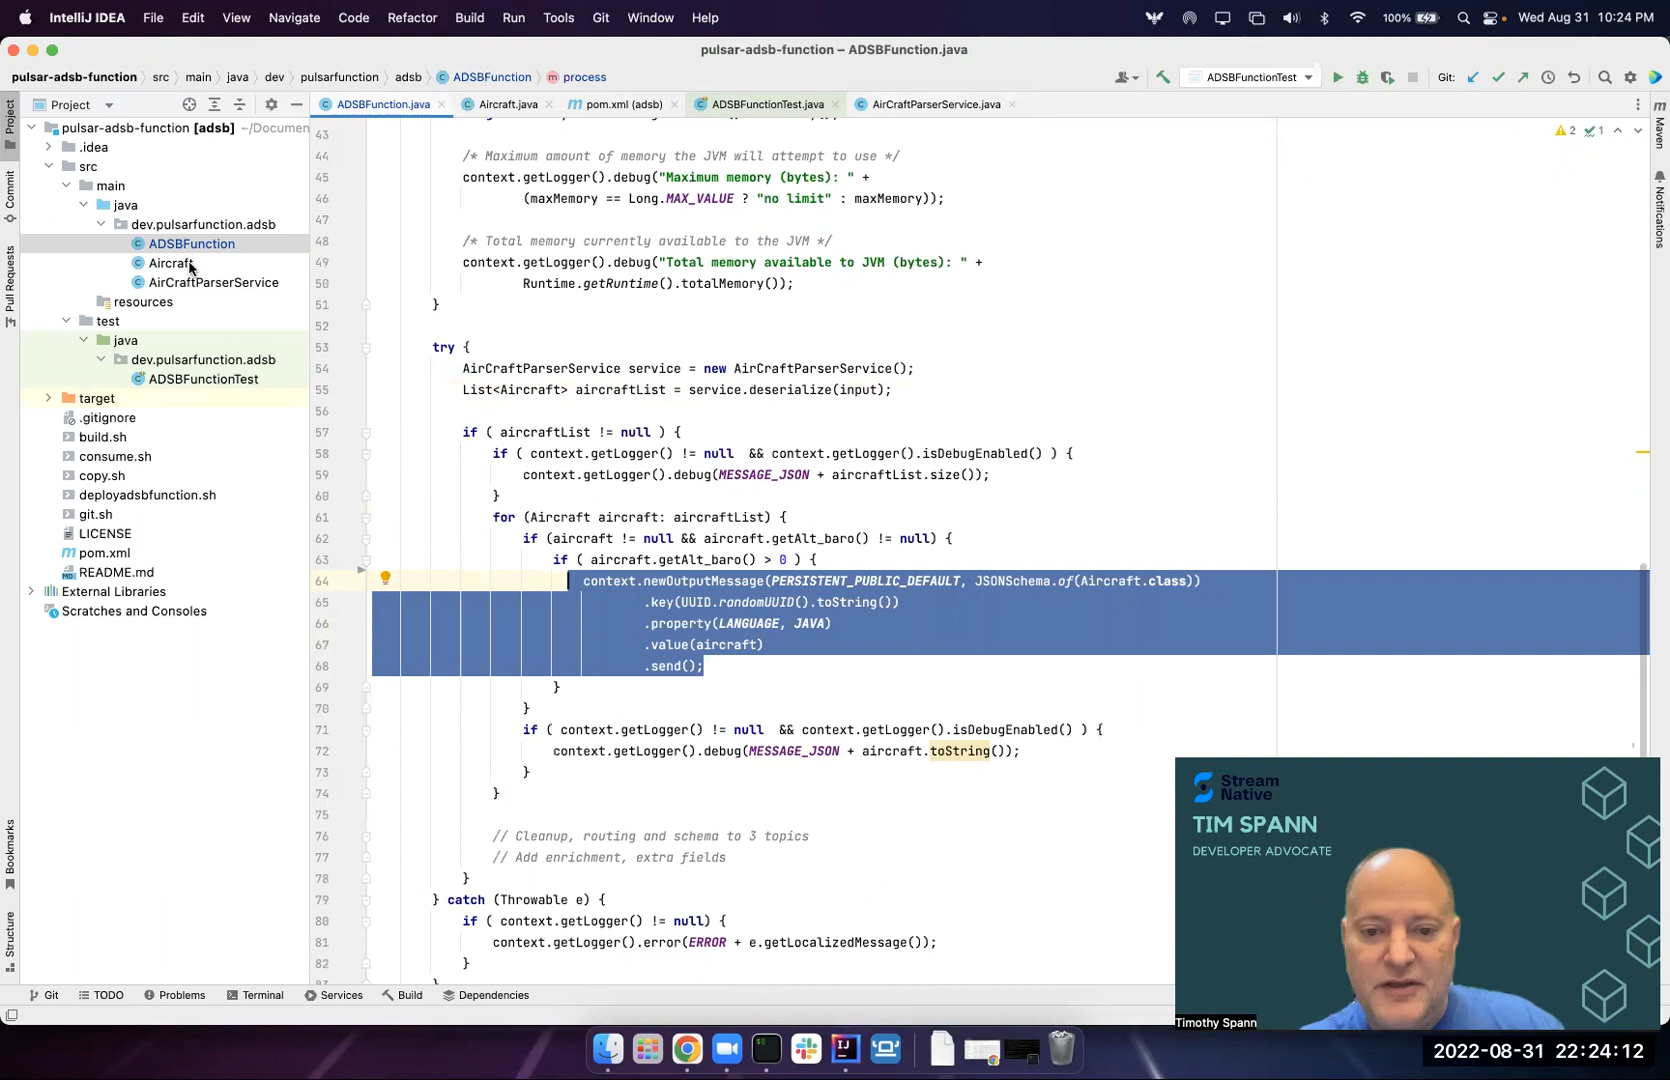 IntelliJ IDEA File Edit View Navigate Code Refactor Build Run Tools Git Window Help 100% Wed Aug 31 10:24 PM
pulsar-adsb-function – ADSBFunction.java
pulsar-adsb-function src main java dev pulsarfunction adsb ADSBFunction process ADSBFunctionTest Git:
Project ADSBFunction.java Aircraft.java pom.xml (adsb) ADSBFunctionTest.java AirCraftParserService.java
Project
Commit
Pull Requests
Bookmarks
Structure
pulsar-adsb-function [adsb] ~/Documen
.idea
src
main
java
dev.pulsarfunction.adsb
ADSBFunction
Aircraft
AirCraftParserService
resources
test
java
dev.pulsarfunction.adsb
ADSBFunctionTest
target
.gitignore
build.sh
consume.sh
copy.sh
deployadsbfunction.sh
git.sh
LICENSE
pom.xml
README.md
External Libraries
Scratches and Consoles
2 1
43
44 /* Maximum amount of memory the JVM will attempt to use */
45 context.getLogger().debug("Maximum memory (bytes): " +
46 (maxMemory == Long.MAX_VALUE ? "no limit" : maxMemory));
47
48 /* Total memory currently available to the JVM */
49 context.getLogger().debug("Total memory available to JVM (bytes): " +
50 Runtime.getRuntime().totalMemory());
51 }
52
53 try {
54 AirCraftParserService service = new AirCraftParserService();
55 List<Aircraft> aircraftList = service.deserialize(input);
56
57 if ( aircraftList != null ) {
58 if ( context.getLogger() != null && context.getLogger().isDebugEnabled() ) {
59 context.getLogger().debug(MESSAGE_JSON + aircraftList.size());
60 }
61 for (Aircraft aircraft: aircraftList) {
62 if (aircraft != null && aircraft.getAlt_baro() != null) {
63 if ( aircraft.getAlt_baro() > 0 ) {
64 context.newOutputMessage(PERSISTENT_PUBLIC_DEFAULT, JSONSchema.of(Aircraft.class))
65 .key(UUID.randomUUID().toString())
66 .property(LANGUAGE, JAVA)
67 .value(aircraft)
68 .send();
69 }
70 }
71 if ( context.getLogger() != null && context.getLogger().isDebugEnabled() ) {
72 context.getLogger().debug(MESSAGE_JSON + aircraft.toString());
73 }
74 }
75
76 // Cleanup, routing and schema to 3 topics
77 // Add enrichment, extra fields
78 }
79 } catch (Throwable e) {
80 if ( context.getLogger() != null) {
81 context.getLogger().error(ERROR + e.getLocalizedMessage());
82 }
Maven
Notifications
Stream
Native
TIM SPANN
DEVELOPER ADVOCATE
Timothy Spann
Git TODO Problems Terminal Services Build Dependencies
2022-08-31 22:24:12